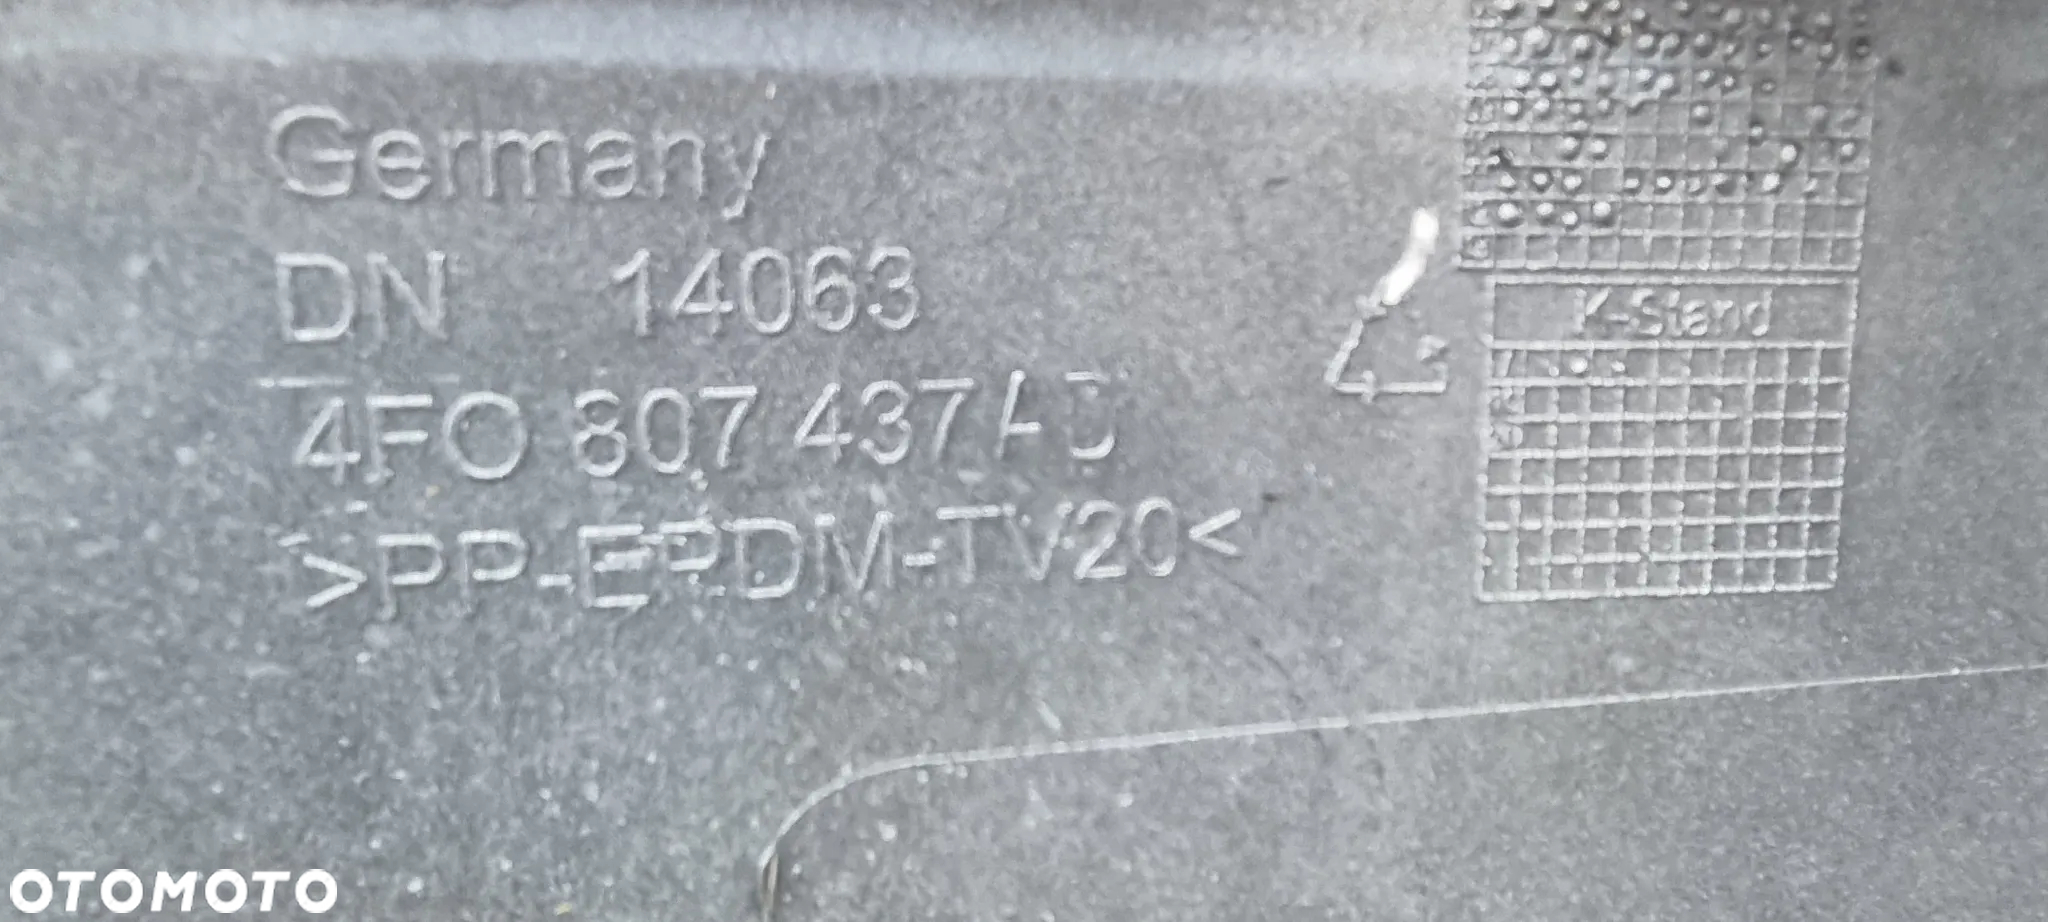 Germany
DN 14063
4F0 807 437
>PP-EPDM-TV20<
K-Stand
OTOMOTO